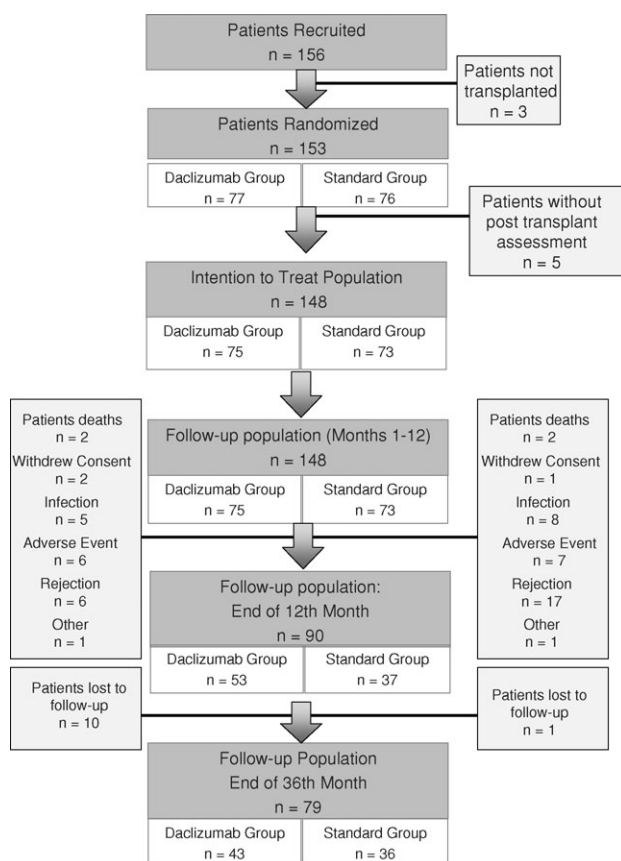 Patients Recruited
n = 156
Patients not
transplanted
n = 3
Patients Randomized
n = 153
Daclizumab Group
n = 77
Standard Group
n = 76
Patients without
post transplant
assessment
n = 5
Intention to Treat Population
n = 148
Daclizumab Group
n = 75
Standard Group
n = 73
Follow-up population (Months 1-12)
n = 148
Daclizumab Group
n = 75
Standard Group
n = 73
Patients deaths
n = 2
Withdrew Consent
n = 2
Infection
n = 5
Adverse Event
n = 6
Rejection
n = 6
Other
n = 1
Patients deaths
n = 2
Withdrew Consent
n = 1
Infection
n = 8
Adverse Event
n = 7
Rejection
n = 17
Other
n = 1
Follow-up population:
End of 12th Month
n = 90
Daclizumab Group
n = 53
Standard Group
n = 37
Patients lost to
follow-up
n = 10
Patients lost to
follow-up
n = 1
Follow-up Population
End of 36th Month
n = 79
Daclizumab Group
n = 43
Standard Group
n = 36